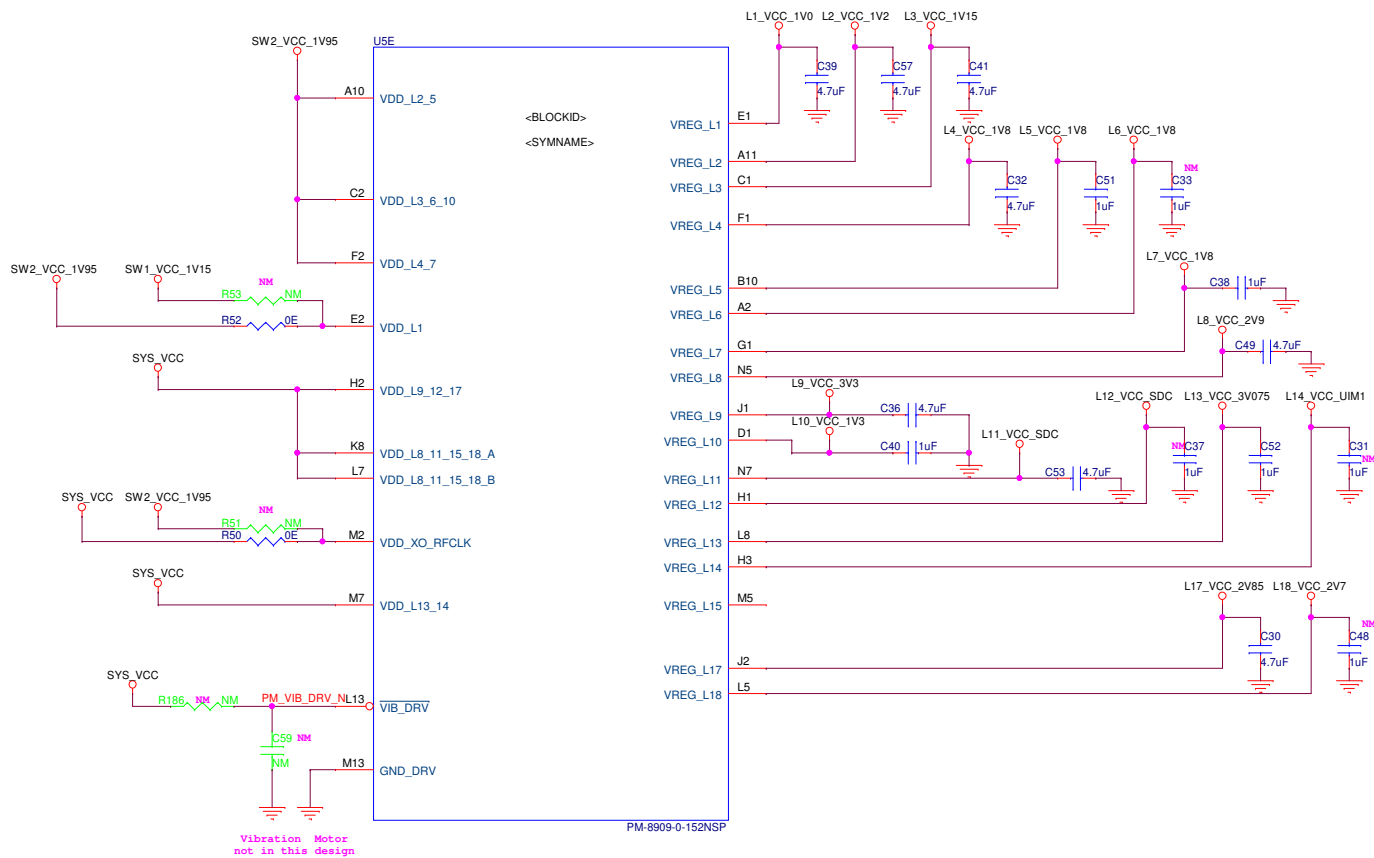 L1_VCC_1V0
L2_VCC_1V2
L3_VCC_1V15
SW2_VCC_1V95
U5E
C39
4.7uF
C57
4.7uF
C41
4.7uF
A10
VDD_L2_5
<BLOCKID>
<SYMNAME>
VREG_L1
E1
L4_VCC_1V8
L5_VCC_1V8
L6_VCC_1V8
VREG_L2
A11
VREG_L3
C1
C32
4.7uF
C51
1uF
NM
C33
1uF
C2
VDD_L3_6_10
VREG_L4
F1
F2
VDD_L4_7
SW2_VCC_1V95
SW1_VCC_1V15
NM
R53
NM
R52
0E
E2
VDD_L1
L7_VCC_1V8
C38
1uF
VREG_L5
B10
VREG_L6
A2
L8_VCC_2V9
C49
4.7uF
VREG_L7
G1
VREG_L8
N5
SYS_VCC
H2
VDD_L9_12_17
L9_VCC_3V3
VREG_L9
J1
C36
4.7uF
L10_VCC_1V3
VREG_L10
D1
C40
1uF
L11_VCC_SDC
L12_VCC_SDC
L13_VCC_3V075
L14_VCC_UIM1
NM
C37
1uF
C52
1uF
C31
NM
1uF
K8
VDD_L8_11_15_18_A
L7
VDD_L8_11_15_18_B
VREG_L11
N7
C53
4.7uF
VREG_L12
H1
SYS_VCC
SW2_VCC_1V95
NM
R51
NM
R50
0E
M2
VDD_XO_RFCLK
VREG_L13
L8
VREG_L14
H3
SYS_VCC
M7
VDD_L13_14
VREG_L15
M5
L17_VCC_2V85
L18_VCC_2V7
C30
4.7uF
NM
C48
1uF
VREG_L17
J2
VREG_L18
L5
SYS_VCC
R186
NM
NM
PM_VIB_DRV_N
L13
VIB_DRV
C59
NM
NM
M13
GND_DRV
PM-8909-0-152NSP
Vibration Motor
not in this design